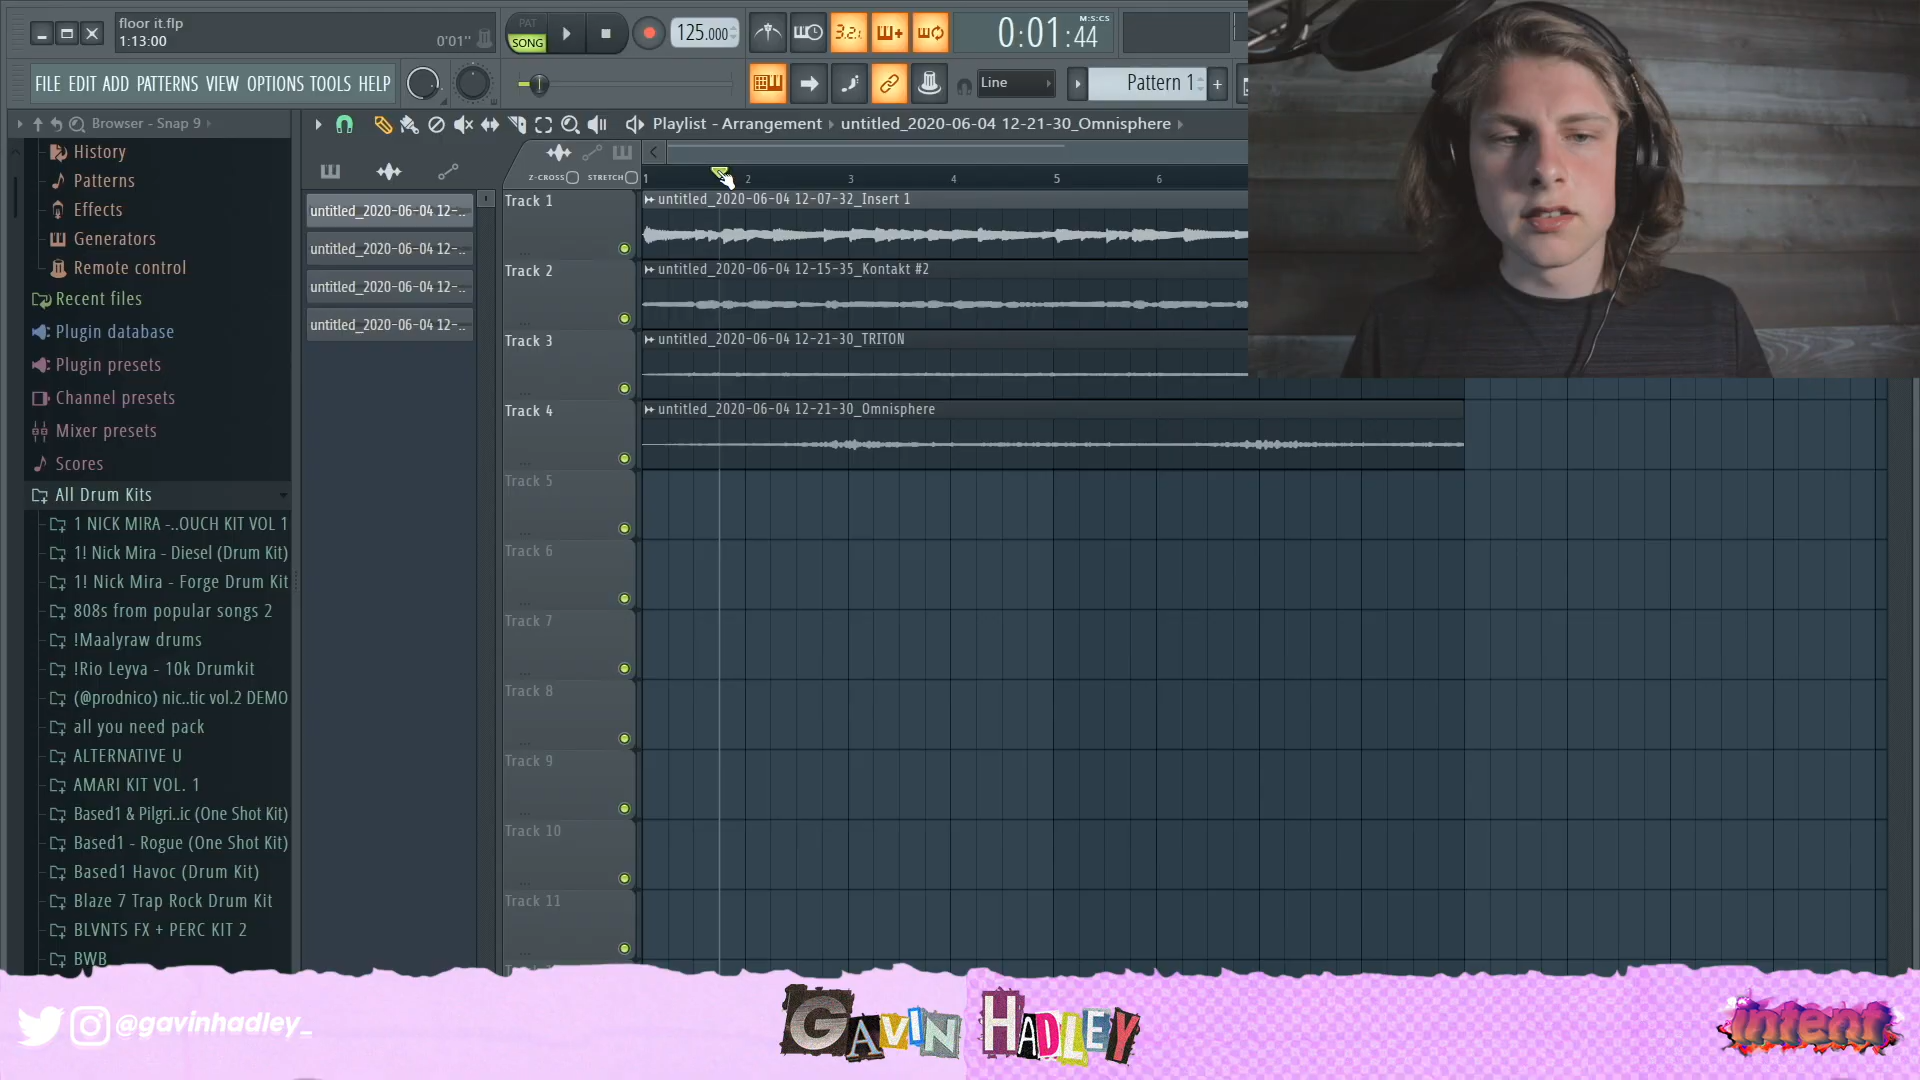 floor it.flp
1:13:00
0'01"
PAT
SONG
125.000
3.2.
0:01:44
M:S:CS
FILE EDIT ADD PATTERNS VIEW OPTIONS TOOLS HELP
Line
Pattern 1
+
Browser - Snap 9
Playlist - Arrangement
untitled_2020-06-04 12-21-30_Omnisphere
History
Patterns
Effects
Generators
Remote control
Recent files
Plugin database
Plugin presets
Channel presets
Mixer presets
Scores
All Drum Kits
1 NICK MIRA -..OUCH KIT VOL 1
1! Nick Mira - Diesel (Drum Kit)
1! Nick Mira - Forge Drum Kit
808s from popular songs 2
!Maalyraw drums
!Rio Leyva - 10k Drumkit
(@prodnico) nic..tic vol.2 DEMO
all you need pack
ALTERNATIVE U
AMARI KIT VOL. 1
Based1 & Pilgri..ic (One Shot Kit)
Based1 - Rogue (One Shot Kit)
Based1 Havoc (Drum Kit)
Blaze 7 Trap Rock Drum Kit
BLVNTS FX + PERC KIT 2
BWB
untitled_2020-06-04 12-..
untitled_2020-06-04 12-..
untitled_2020-06-04 12-..
untitled_2020-06-04 12-..
Z-CROSS
STRETCH
1 2 3 4 5 6
Track 1
untitled_2020-06-04 12-07-32_Insert 1
Track 2
untitled_2020-06-04 12-15-35_Kontakt #2
Track 3
untitled_2020-06-04 12-21-30_TRITON
Track 4
untitled_2020-06-04 12-21-30_Omnisphere
Track 5
Track 6
Track 7
Track 8
Track 9
Track 10
Track 11
@gavinhadley_
GAVIN HADLEY
intent